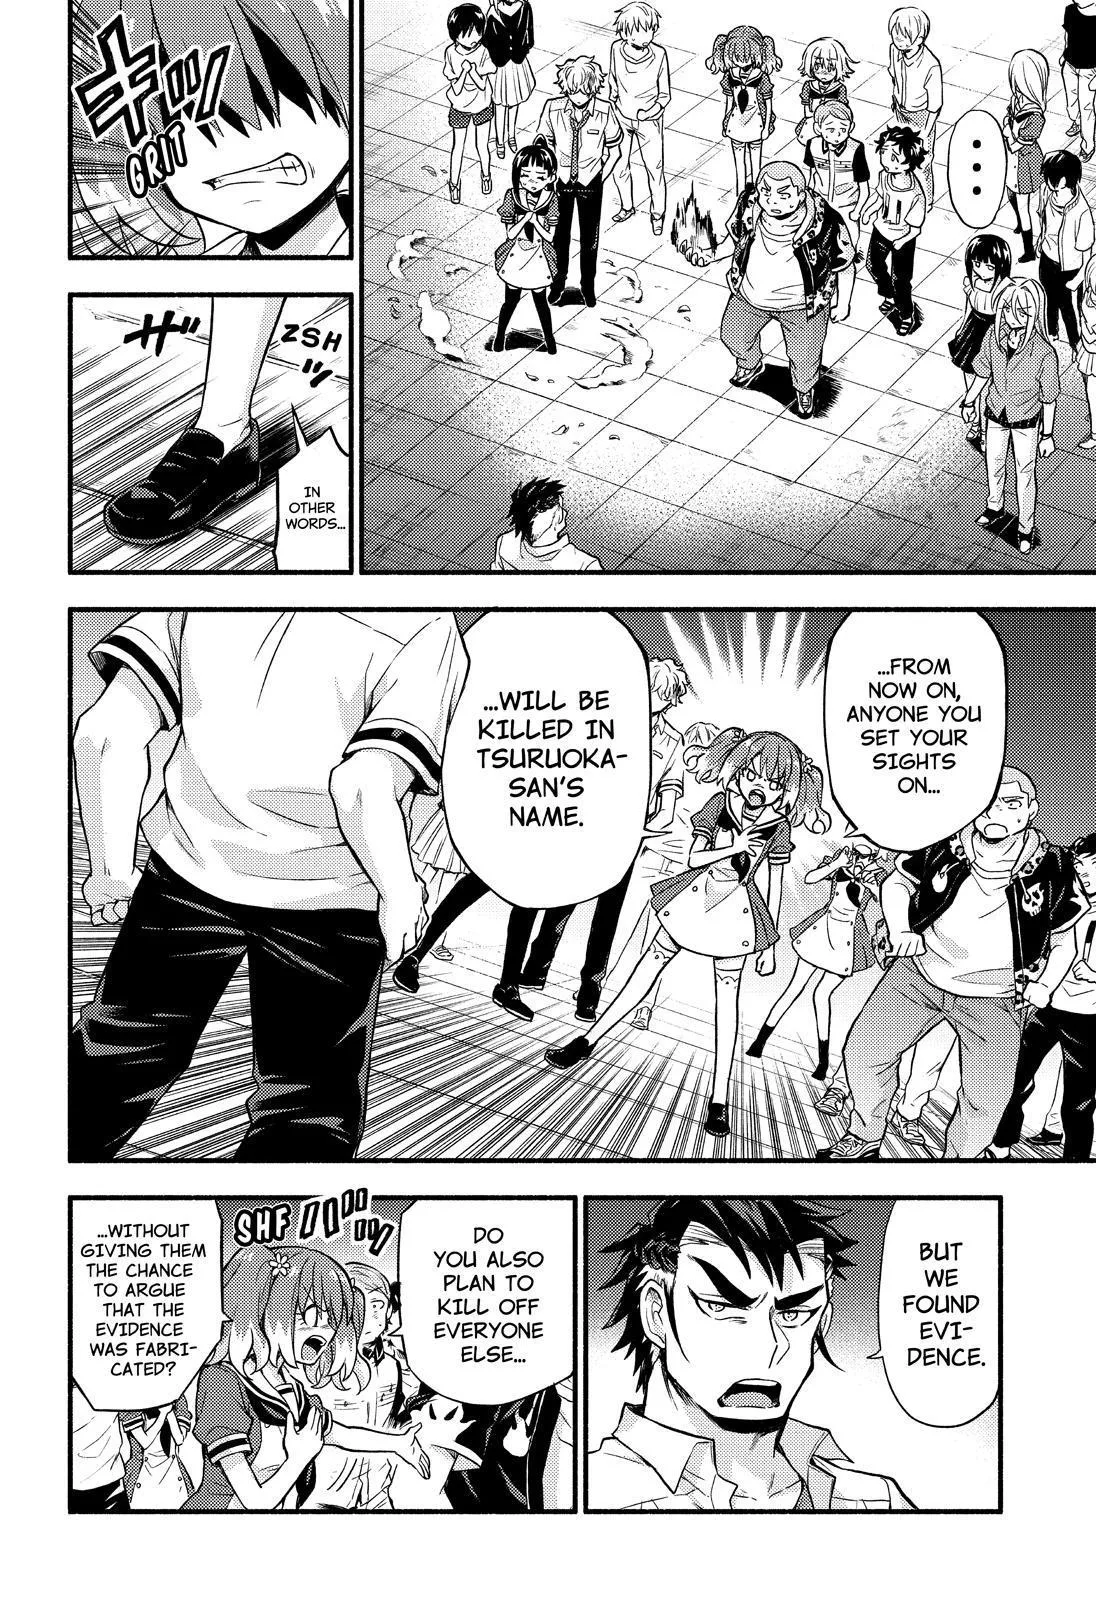 ...
ギリッ
GRIT
ザッ
ZSH
IN
OTHER
WORDS...
...FROM
NOW ON,
ANYONE YOU
SET YOUR
SIGHTS
ON...
...WILL BE
KILLED IN
TSURUOKA-
SAN'S
NAME.
BUT
WE
FOUND
EVI-
DENCE.
DO
YOU ALSO
PLAN TO
KILL OFF
EVERYONE
ELSE...
SHF
...WITHOUT
GIVING THEM
THE CHANCE
TO ARGUE
THAT THE
EVIDENCE
WAS FABRI-
CATED?